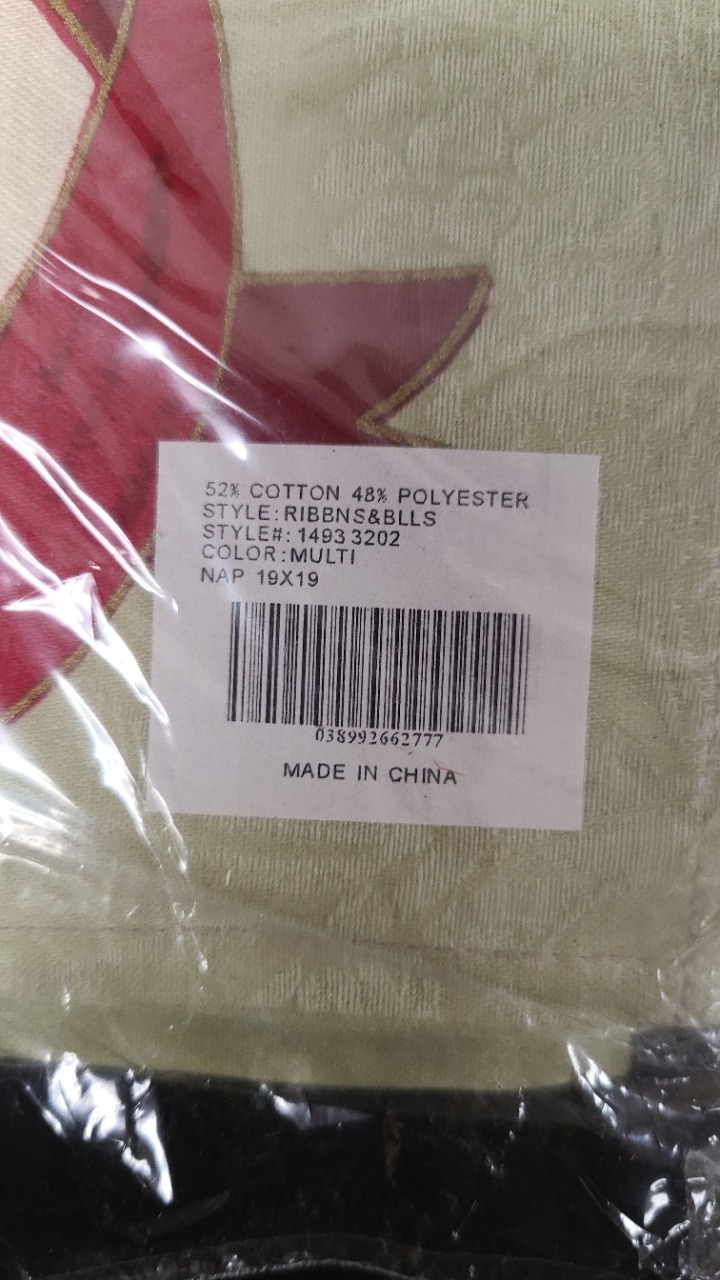 52% COTTON 48% POLYESTER
STYLE:RIBBNS&BLLS
STYLE#:1493 3202
COLOR:MULTI
NAP 19X19
038992662777
MADE IN CHINA